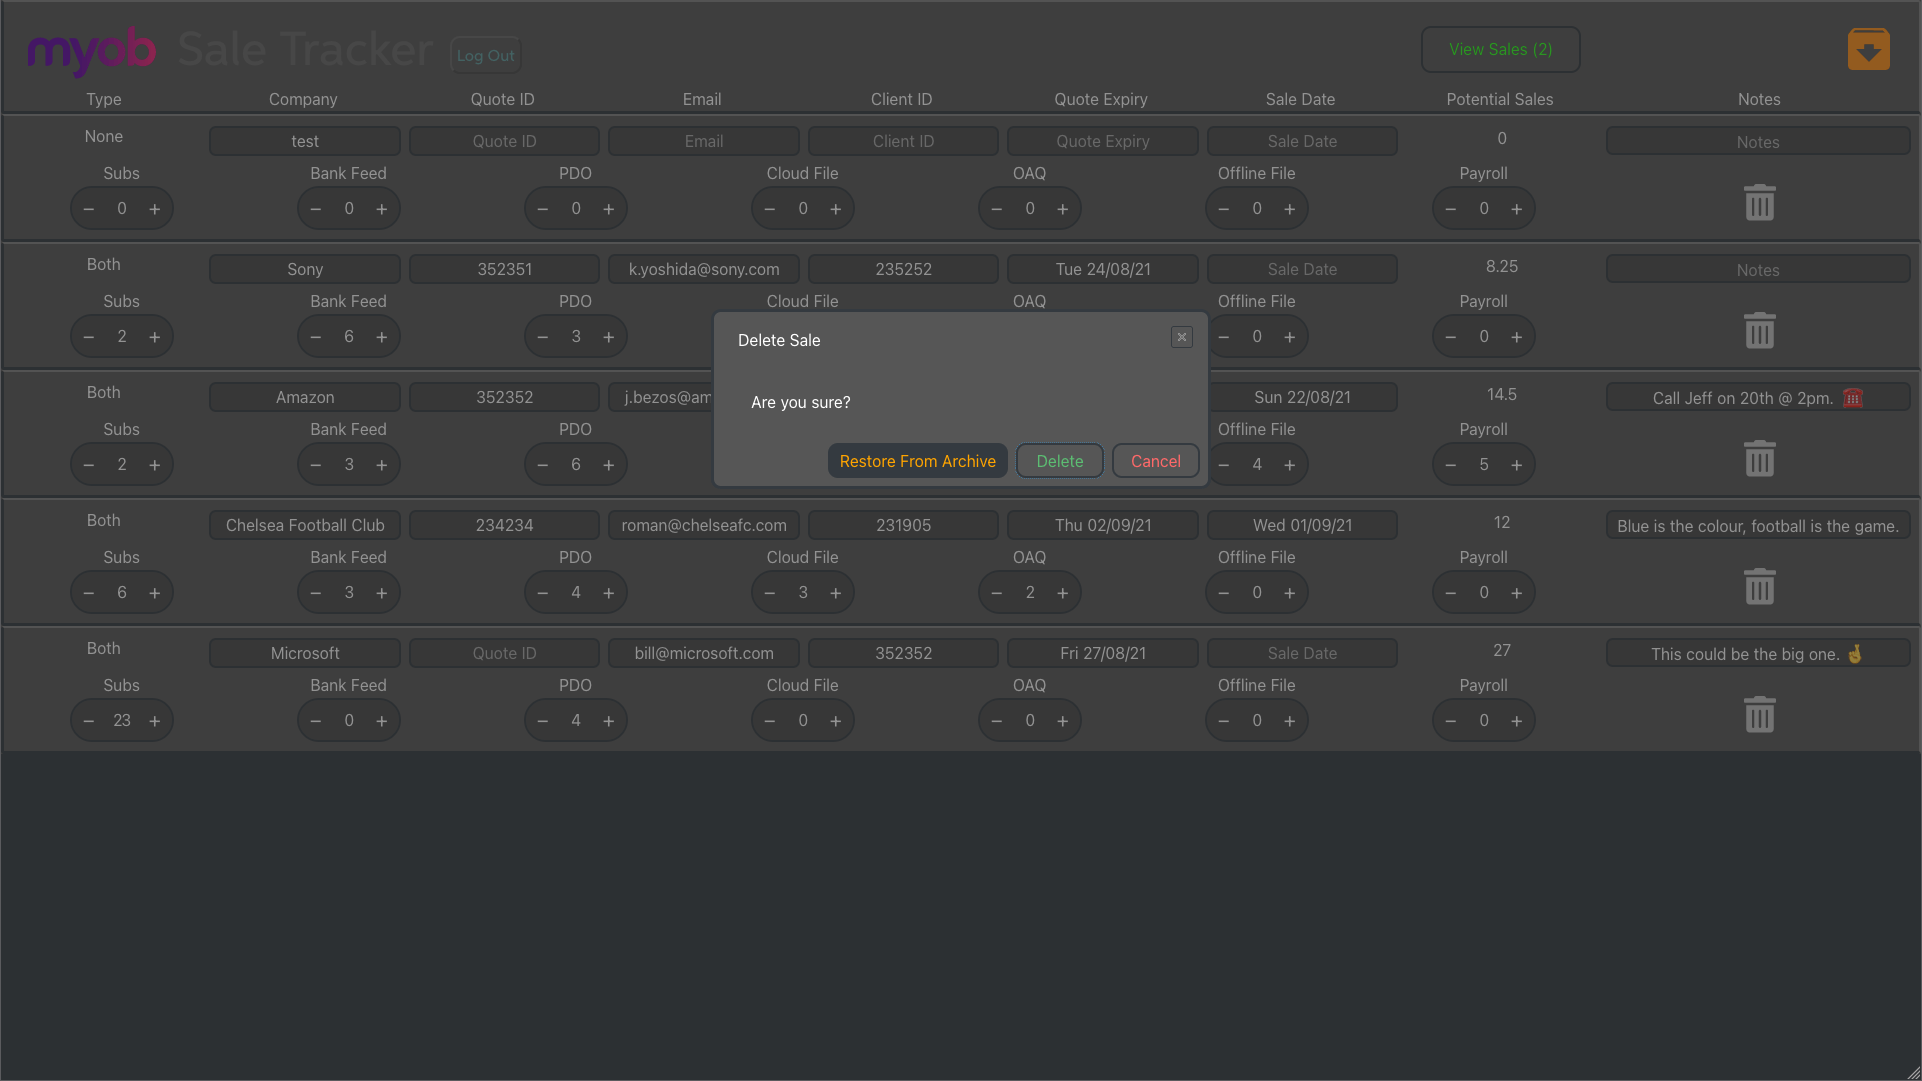 myob Sale Tracker Log Out View Sales (2)
Type Company Quote ID Email Client ID Quote Expiry Sale Date Potential Sales Notes
None test Quote ID Email Client ID Quote Expiry Sale Date 0 Notes
Subs Bank Feed PDO Cloud File OAQ Offline File Payroll
− 0 + − 0 + − 0 + − 0 + − 0 + − 0 + − 0 +
Both Sony 352351 k.yoshida@sony.com 235252 Tue 24/08/21 Sale Date 8.25 Notes
Subs Bank Feed PDO Cloud File OAQ Offline File Payroll
− 2 + − 6 + − 3 + − 0 + − 0 +
Delete Sale
Both Amazon 352352 j.bezos@am Sun 22/08/21 14.5 Call Jeff on 20th @ 2pm. ☎️
Are you sure?
Subs Bank Feed PDO Offline File Payroll
− 2 + − 3 + − 6 + − 4 + − 5 +
Restore From Archive Delete Cancel
Both Chelsea Football Club 234234 roman@chelseafc.com 231905 Thu 02/09/21 Wed 01/09/21 12 Blue is the colour, football is the game.
Subs Bank Feed PDO Cloud File OAQ Offline File Payroll
− 6 + − 3 + − 4 + − 3 + − 2 + − 0 + − 0 +
Both Microsoft Quote ID bill@microsoft.com 352352 Fri 27/08/21 Sale Date 27 This could be the big one. 🤞
Subs Bank Feed PDO Cloud File OAQ Offline File Payroll
− 23 + − 0 + − 4 + − 0 + − 0 + − 0 + − 0 +